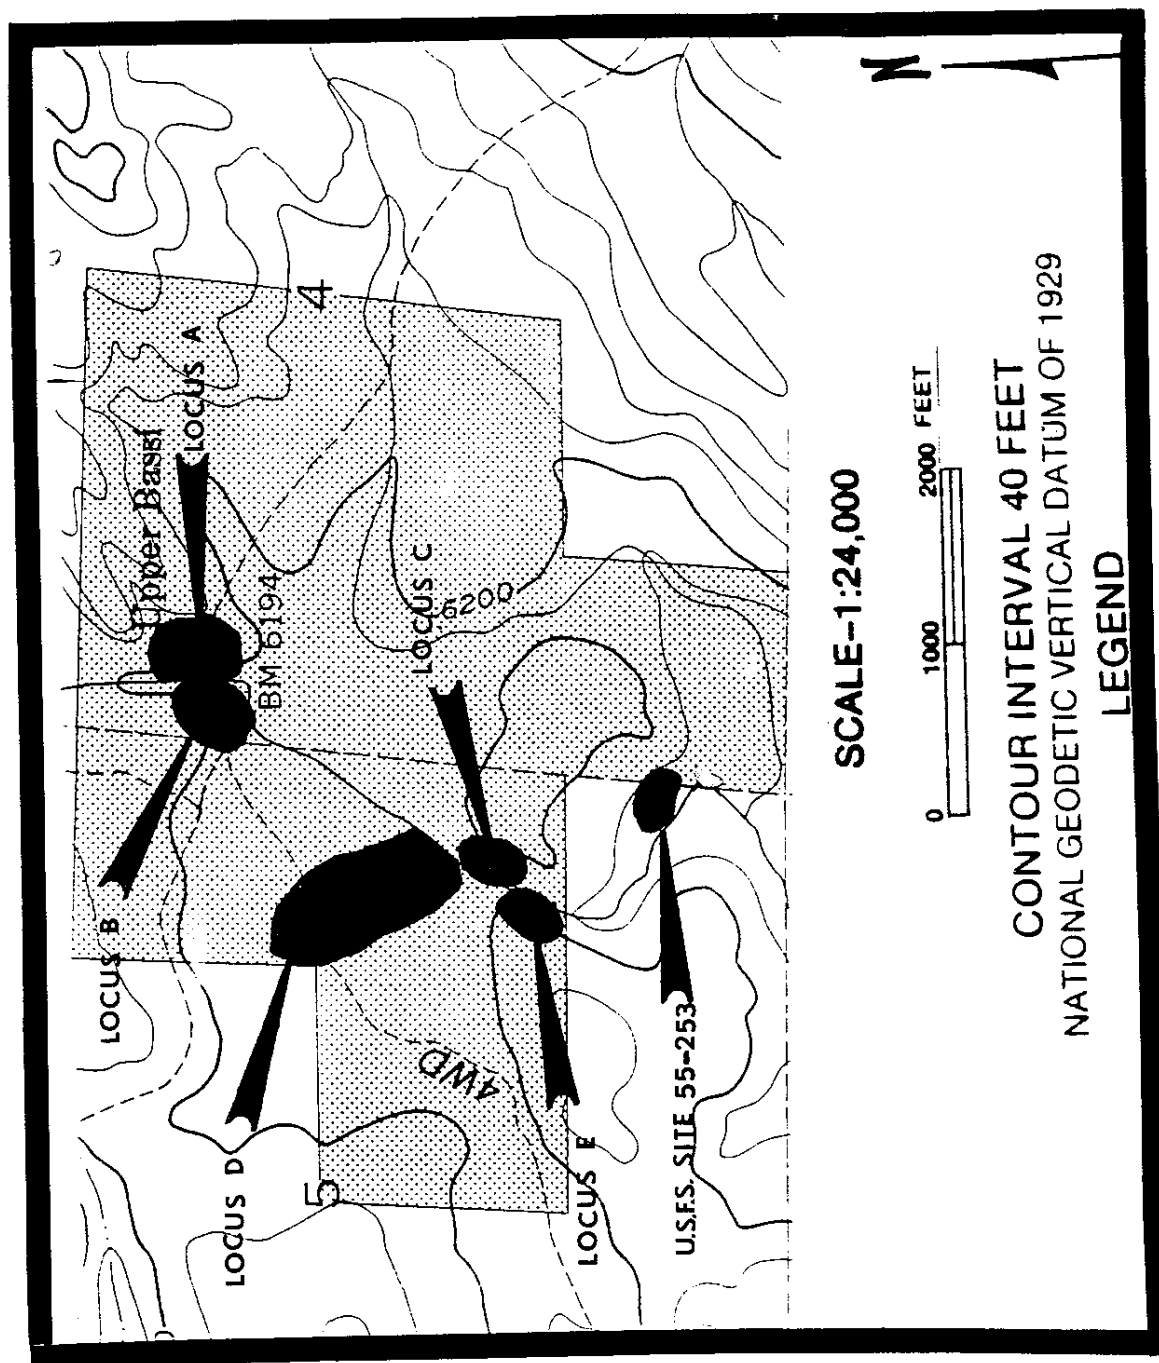 N
4
LOCUS A
Upper Basi
BM 6194
LOCUS C
6200
LOCUS B
4WD
LOCUS D
5
LOCUS E
U.S.F.S. SITE 55-253
SCALE-1:24,000
0 1000 2000 FEET
CONTOUR INTERVAL 40 FEET
NATIONAL GEODETIC VERTICAL DATUM OF 1929
LEGEND